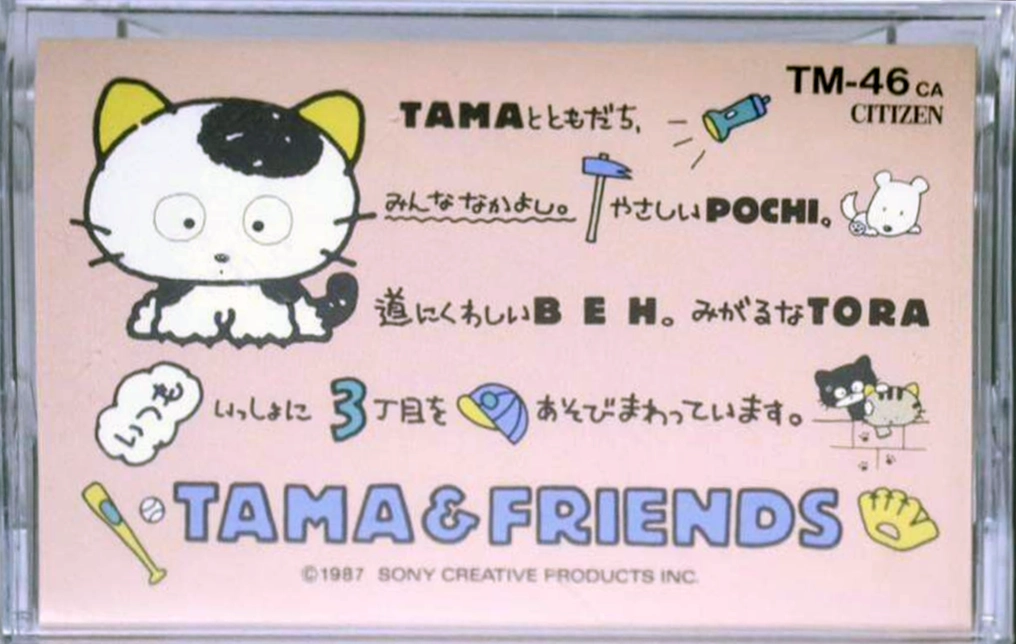 TM-46 CA
CITIZEN
TAMAとともだち、
みんな なかよし。 やさしいPOCHI。
道にくわしいBEH。みがるなTORA
いつも いっしょに 3丁目を あそびまわっています。
TAMA&FRIENDS
©1987 SONY CREATIVE PRODUCTS INC.